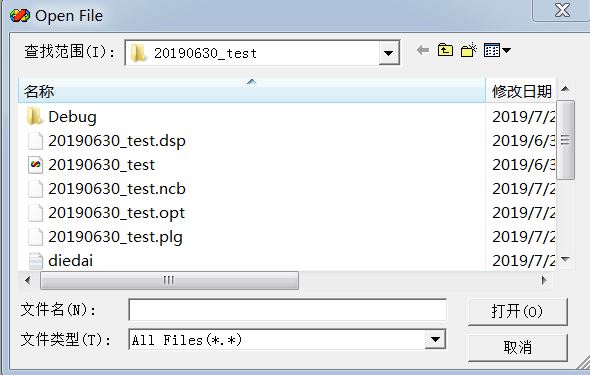 Open File
查找范围(I): 20190630_test
名称 修改日期
Debug 2019/7/2
20190630_test.dsp 2019/6/3
20190630_test 2019/6/3
20190630_test.ncb 2019/7/2
20190630_test.opt 2019/7/2
20190630_test.plg 2019/7/2
diedai 2019/7/2
文件名(N): 打开(O)
文件类型(T): All Files(*.*)
取消